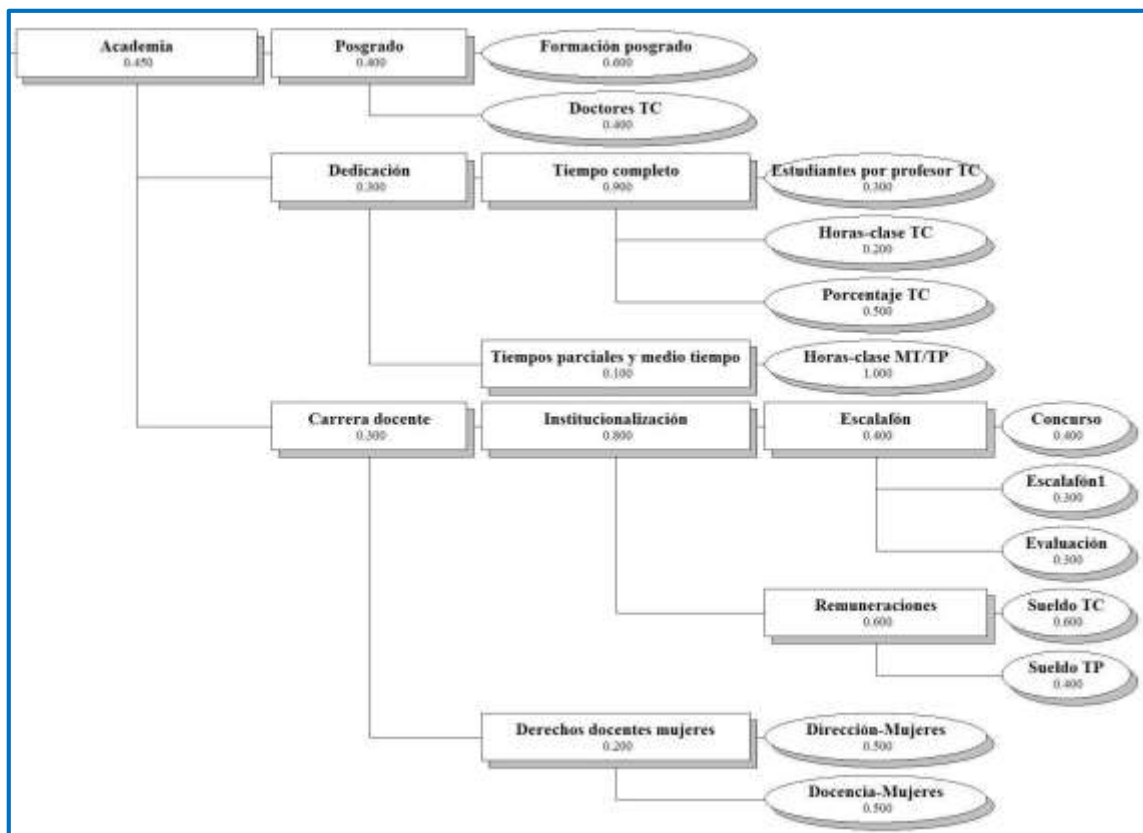 Academia
0.450
Posgrado
0.400
Formación posgrado
0.600
Doctores TC
0.400
Dedicación
0.300
Tiempo completo
0.900
Estudiantes por profesor TC
0.300
Horas-clase TC
0.200
Porcentaje TC
0.500
Tiempos parciales y medio tiempo
0.100
Horas-clase MT/TP
1.000
Carrera docente
0.300
Institucionalización
0.800
Escalafón
0.400
Concurso
0.400
Escalafón1
0.300
Evaluación
0.300
Remuneraciones
0.600
Sueldo TC
0.600
Sueldo TP
0.400
Derechos docentes mujeres
0.200
Dirección-Mujeres
0.500
Docencia-Mujeres
0.500